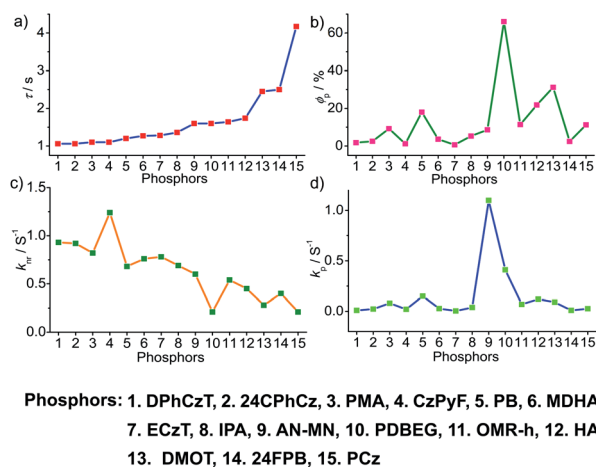 a)
τ / s
4
3
2
1
1 2 3 4 5 6 7 8 9 10 11 12 13 14 15
Phosphors
b)
ϕp / %
60
40
20
0
1 2 3 4 5 6 7 8 9 10 11 12 13 14 15
Phosphors
c)
knr / S-1
1.5
1.0
0.5
0.0
1 2 3 4 5 6 7 8 9 10 11 12 13 14 15
Phosphors
d)
kp / S-1
1.0
0.5
0.0
1 2 3 4 5 6 7 8 9 10 11 12 13 14 15
Phosphors
Phosphors: 1. DPhCzT, 2. 24CPhCz, 3. PMA, 4. CzPyF, 5. PB, 6. MDHA
7. ECzT, 8. IPA, 9. AN-MN, 10. PDBEG, 11. OMR-h, 12. HA
13. DMOT, 14. 24FPB, 15. PCz